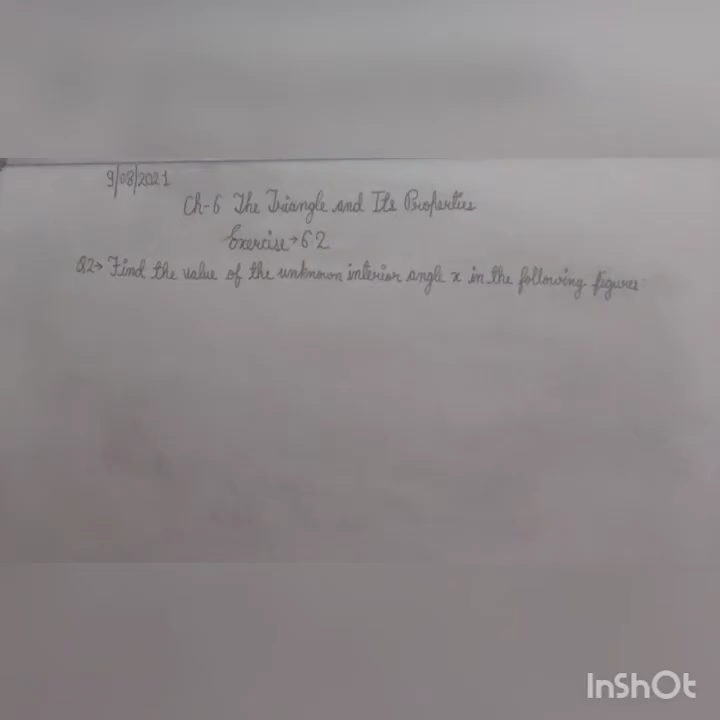 9/08/2021
Ch-6 The Triangle and Its Properties
Exercise→6.2
Q2→ Find the value of the unknown interior angle x in the following figures:
InShOt